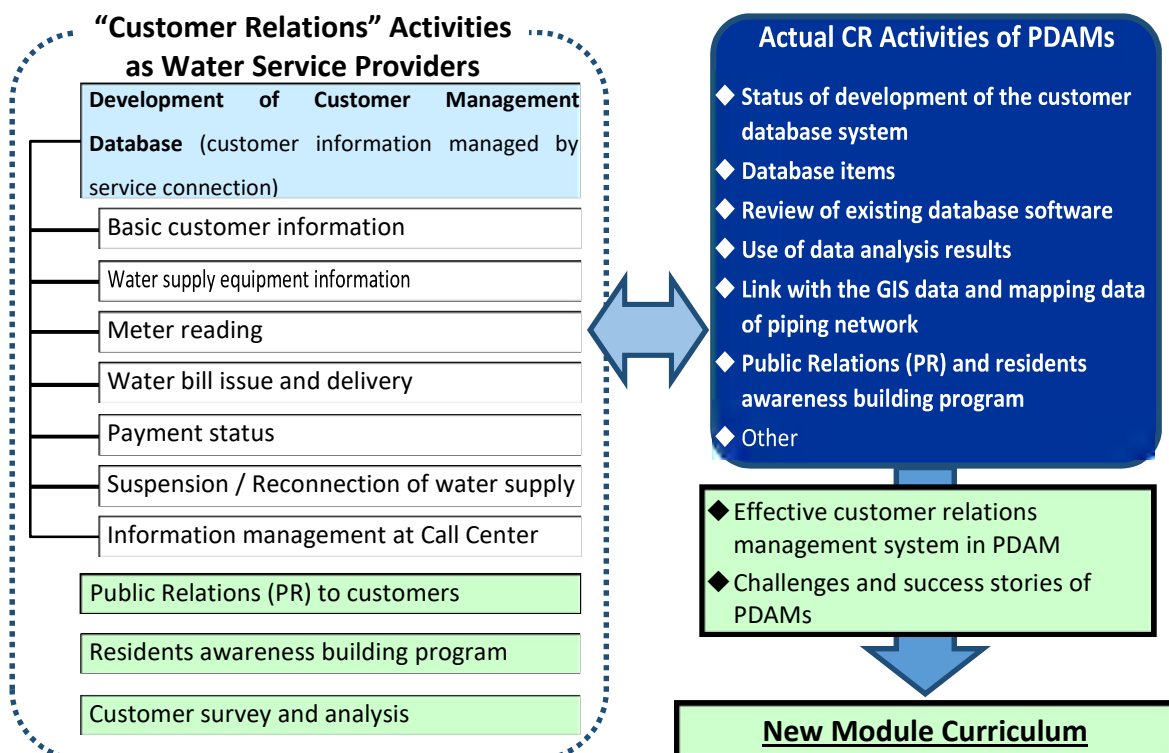 “Customer Relations” Activities
as Water Service Providers
Development of Customer Management
Database (customer information managed by
service connection)
Basic customer information
Water supply equipment information
Meter reading
Water bill issue and delivery
Payment status
Suspension / Reconnection of water supply
Information management at Call Center
Public Relations (PR) to customers
Residents awareness building program
Customer survey and analysis
Actual CR Activities of PDAMs
◆ Status of development of the customer
database system
◆ Database items
◆ Review of existing database software
◆ Use of data analysis results
◆ Link with the GIS data and mapping data
of piping network
◆ Public Relations (PR) and residents
awareness building program
◆ Other
◆ Effective customer relations
management system in PDAM
◆ Challenges and success stories of
PDAMs
New Module Curriculum